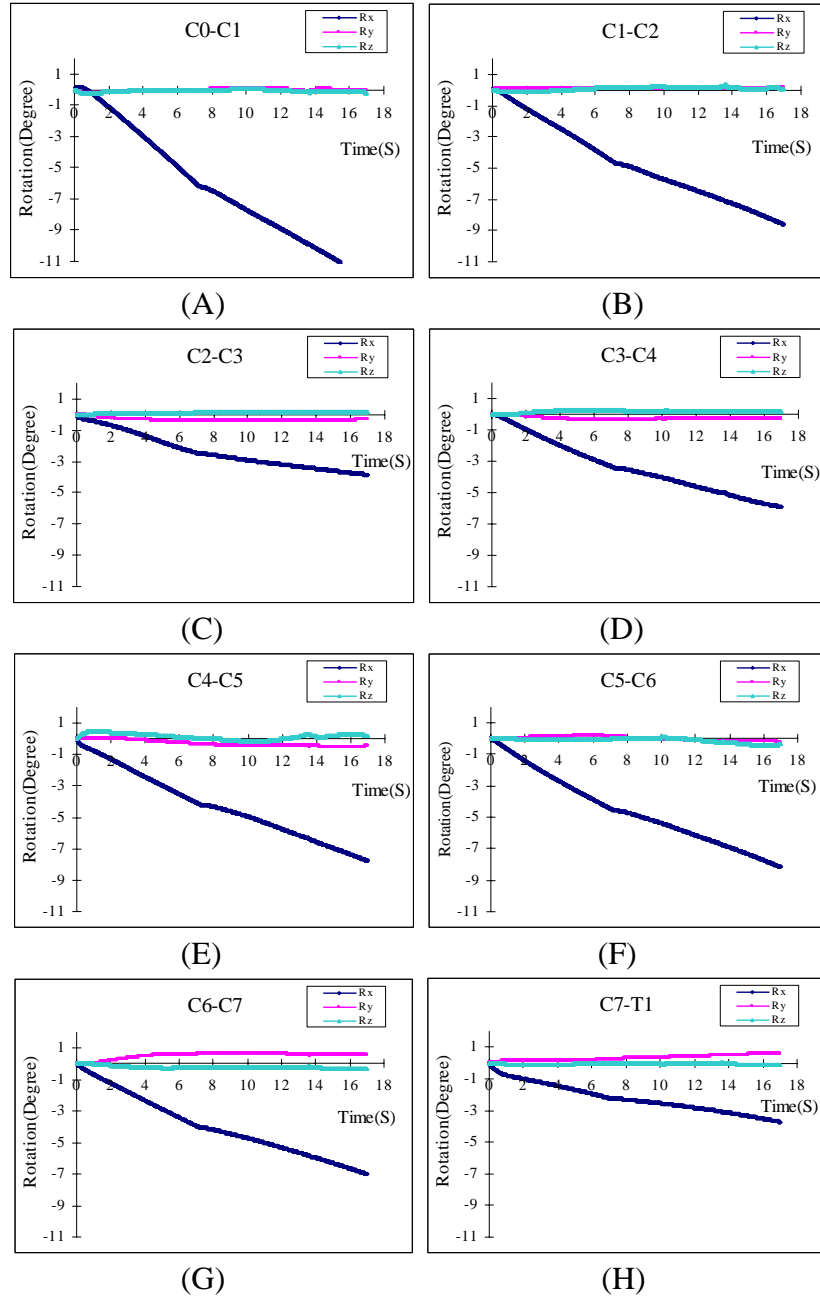 C0-C1
Rx
Ry
Rz
Rotation(Degree)
1
-1
-3
-5
-7
-9
-11
0 2 4 6 8 10 12 14 16 18
Time(S)
(A)
C1-C2
Rx
Ry
Rz
Rotation(Degree)
1
-1
-3
-5
-7
-9
-11
0 2 4 6 8 10 12 14 16 18
Time(S)
(B)
C2-C3
Rx
Ry
Rz
Rotation(Degree)
1
-1
-3
-5
-7
-9
-11
0 2 4 6 8 10 12 14 16 18
Time(S)
(C)
C3-C4
Rx
Ry
Rz
Rotation(Degree)
1
-1
-3
-5
-7
-9
-11
0 2 4 6 8 10 12 14 16 18
Time(S)
(D)
C4-C5
Rx
Ry
Rz
Rotation(Degree)
1
-1
-3
-5
-7
-9
-11
0 2 4 6 8 10 12 14 16 18
Time(S)
(E)
C5-C6
Rx
Ry
Rz
Rotation(Degree)
1
-1
-3
-5
-7
-9
-11
0 2 4 6 8 10 12 14 16 18
Time(S)
(F)
C6-C7
Rx
Ry
Rz
Rotation(Degree)
1
-1
-3
-5
-7
-9
-11
0 2 4 6 8 10 12 14 16 18
Time(S)
(G)
C7-T1
Rx
Ry
Rz
Rotation(Degree)
1
-1
-3
-5
-7
-9
-11
0 2 4 6 8 10 12 14 16 18
Time(S)
(H)